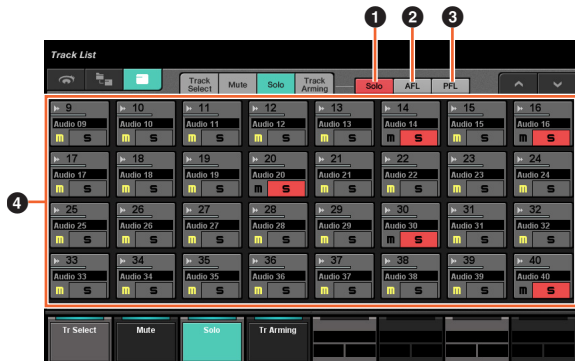 1 2 3
Track List
Track Select Mute Solo Track Arming Solo AFL PFL
9 10 11 12 13 14 15 16
Audio 09 Audio 10 Audio 11 Audio 12 Audio 13 Audio 14 Audio 15 Audio 16
m S m S m S m S m S m S m S m S
17 18 19 20 21 22 23 24
Audio 17 Audio 18 Audio 19 Audio 20 Audio 21 Audio 22 Audio 23 Audio 24
m S m S m S m S m S m S m S m S
4
25 26 27 28 29 30 31 32
Audio 25 Audio 26 Audio 27 Audio 28 Audio 29 Audio 30 Audio 31 Audio 32
m S m S m S m S m S m S m S m S
33 34 35 36 37 38 39 40
Audio 33 Audio 34 Audio 35 Audio 36 Audio 37 Audio 38 Audio 39 Audio 40
m S m S m S m S m S m S m S m S
Tr Select Mute Solo Tr Arming